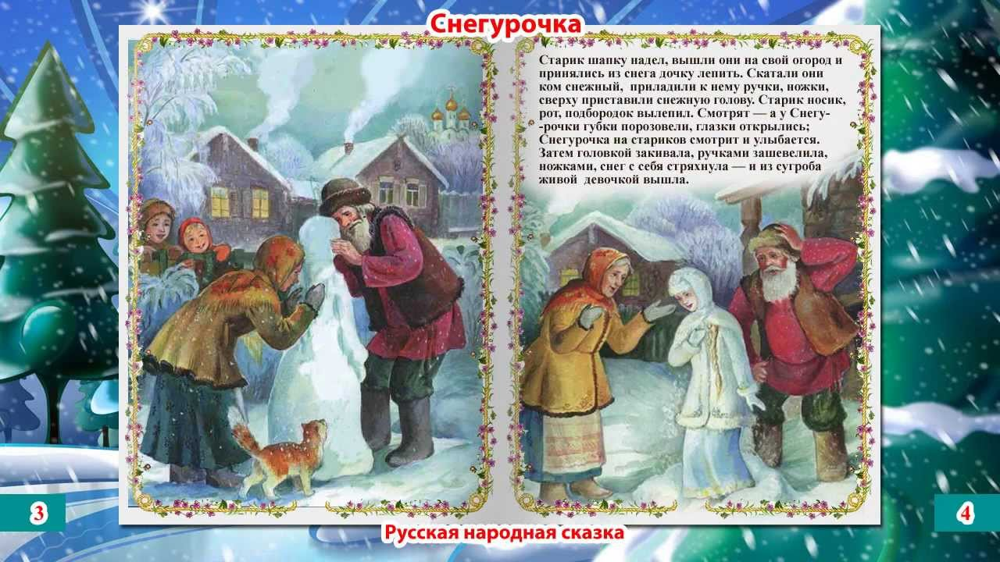 Снегурочка
Старик шапку надел, вышли они на свой огород и
принялись из снега дочку лепить. Скатали они
ком снежный, приладили к нему ручки, ножки,
сверху приставили снежную голову. Старик носик,
рот, подбородок вылепил. Смотрят — а у Снегу-
-рочки губки порозовели, глазки открылись;
Снегурочка на стариков смотрит и улыбается.
Затем головкой закивала, ручками зашевелила,
ножками, снег с себя стряхнула — и из сугроба
живой девочкой вышла.
3
4
Русская народная сказка